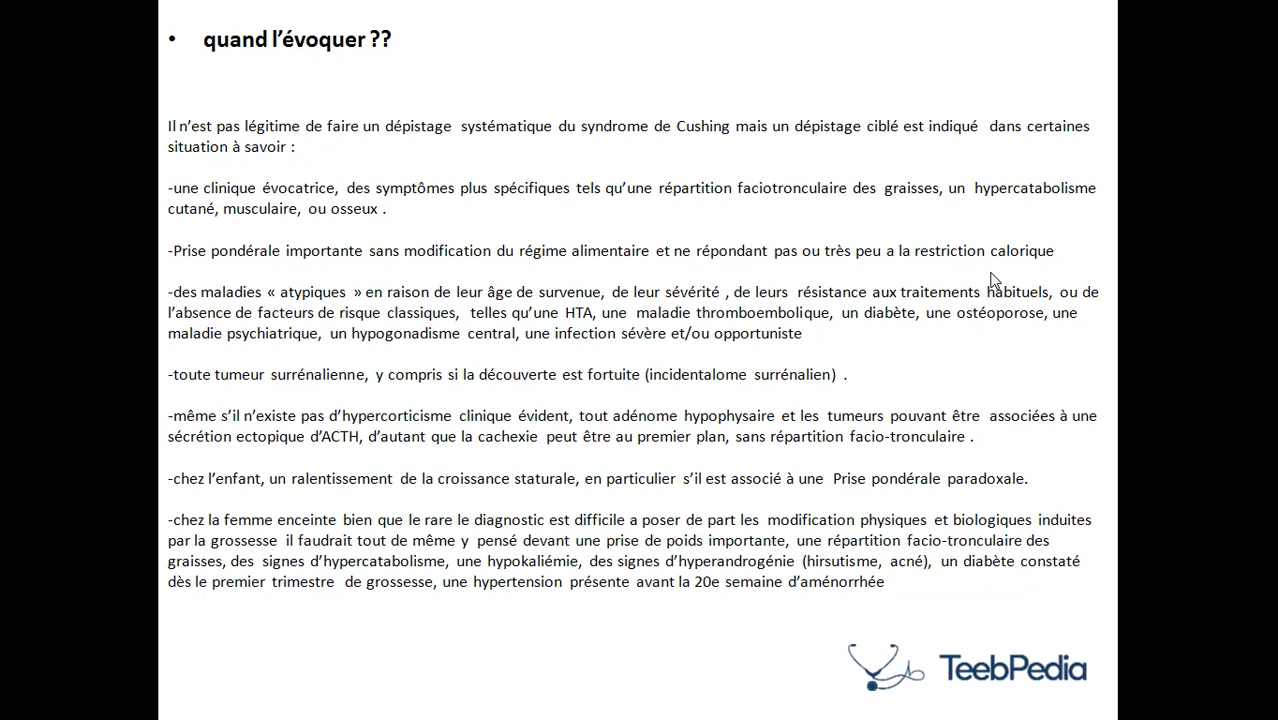 • quand l'évoquer ??
Il n'est pas légitime de faire un dépistage systématique du syndrome de Cushing mais un dépistage ciblé est indiqué dans certaines
situation à savoir :
-une clinique évocatrice, des symptômes plus spécifiques tels qu'une répartition faciotronculaire des graisses, un hypercatabolisme
cutané, musculaire, ou osseux .
-Prise pondérale importante sans modification du régime alimentaire et ne répondant pas ou très peu a la restriction calorique
-des maladies « atypiques » en raison de leur âge de survenue, de leur sévérité , de leurs résistance aux traitements habituels, ou de
l'absence de facteurs de risque classiques, telles qu'une HTA, une maladie thromboembolique, un diabète, une ostéoporose, une
maladie psychiatrique, un hypogonadisme central, une infection sévère et/ou opportuniste
-toute tumeur surrénalienne, y compris si la découverte est fortuite (incidentalome surrénalien) .
-même s'il n'existe pas d'hypercorticisme clinique évident, tout adénome hypophysaire et les tumeurs pouvant être associées à une
sécrétion ectopique d'ACTH, d'autant que la cachexie peut être au premier plan, sans répartition facio-tronculaire .
-chez l'enfant, un ralentissement de la croissance staturale, en particulier s'il est associé à une Prise pondérale paradoxale.
-chez la femme enceinte bien que le rare le diagnostic est difficile a poser de part les modification physiques et biologiques induites
par la grossesse il faudrait tout de même y pensé devant une prise de poids importante, une répartition facio-tronculaire des
graisses, des signes d'hypercatabolisme, une hypokaliémie, des signes d'hyperandrogénie (hirsutisme, acné), un diabète constaté
dès le premier trimestre de grossesse, une hypertension présente avant la 20e semaine d'aménorrhée
TeebPedia